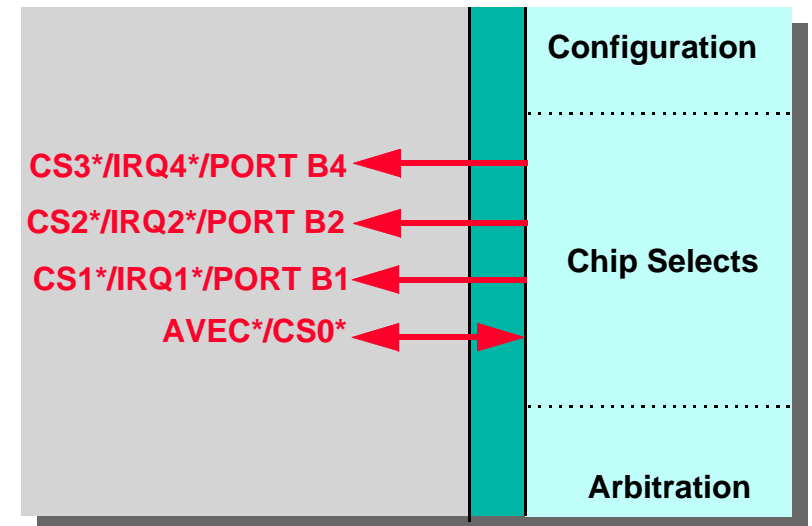 Configuration
CS3*/IRQ4*/PORT B4
CS2*/IRQ2*/PORT B2
CS1*/IRQ1*/PORT B1
AVEC*/CS0*
Chip Selects
Arbitration